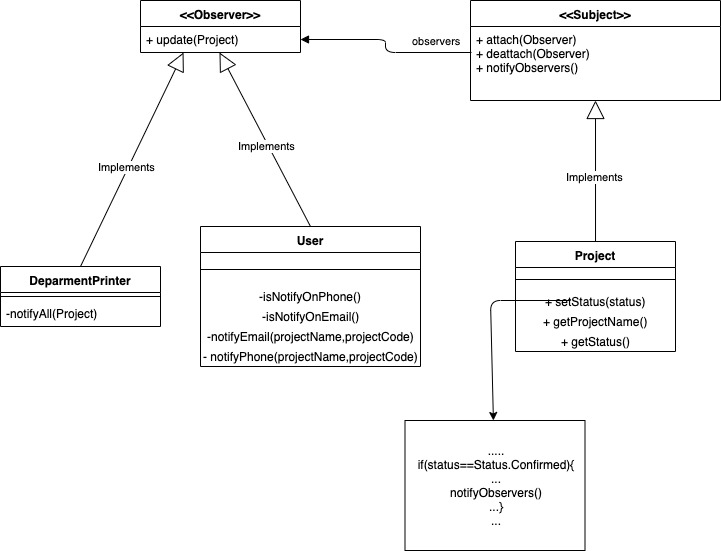 <<Observer>>
+ update(Project)
observers
<<Subject>>
+ attach(Observer)
+ deattach(Observer)
+ notifyObservers()
Implements
Implements
Implements
DeparmentPrinter
-notifyAll(Project)
User
-isNotifyOnPhone()
-isNotifyOnEmail()
-notifyEmail(projectName,projectCode)
- notifyPhone(projectName,projectCode)
Project
+ setStatus(status)
+ getProjectName()
+ getStatus()
.....
if(status==Status.Confirmed){
...
notifyObservers()
...}
...